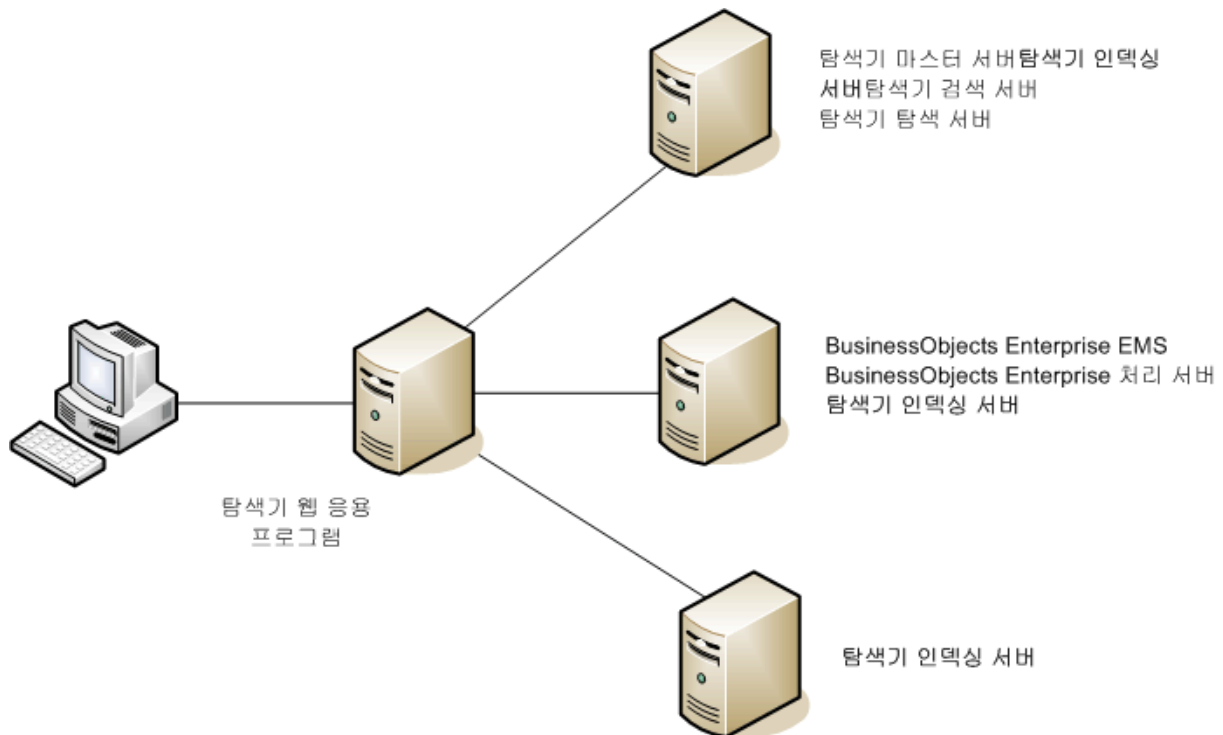 탐색기 마스터 서버탐색기 인덱싱
서버탐색기 검색 서버
탐색기 탐색 서버
BusinessObjects Enterprise EMS
BusinessObjects Enterprise 처리 서버
탐색기 인덱싱 서버
탐색기 웹 응용
프로그램
탐색기 인덱싱 서버